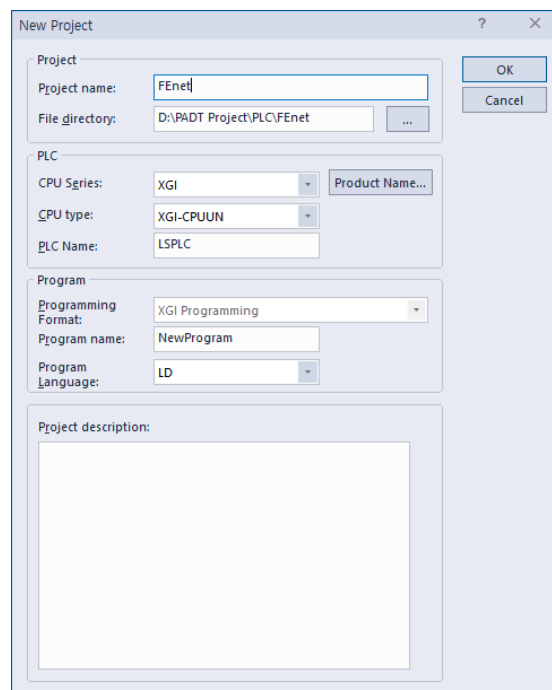 New Project
? ×
Project
Project name: FEnet
OK
File directory: D:\PADT Project\PLC\FEnet ...
Cancel
PLC
CPU Series: XGI Product Name...
CPU type: XGI-CPUUN
PLC Name: LSPLC
Program
Programming
Format: XGI Programming
Program name: NewProgram
Program
Language: LD
Project description: